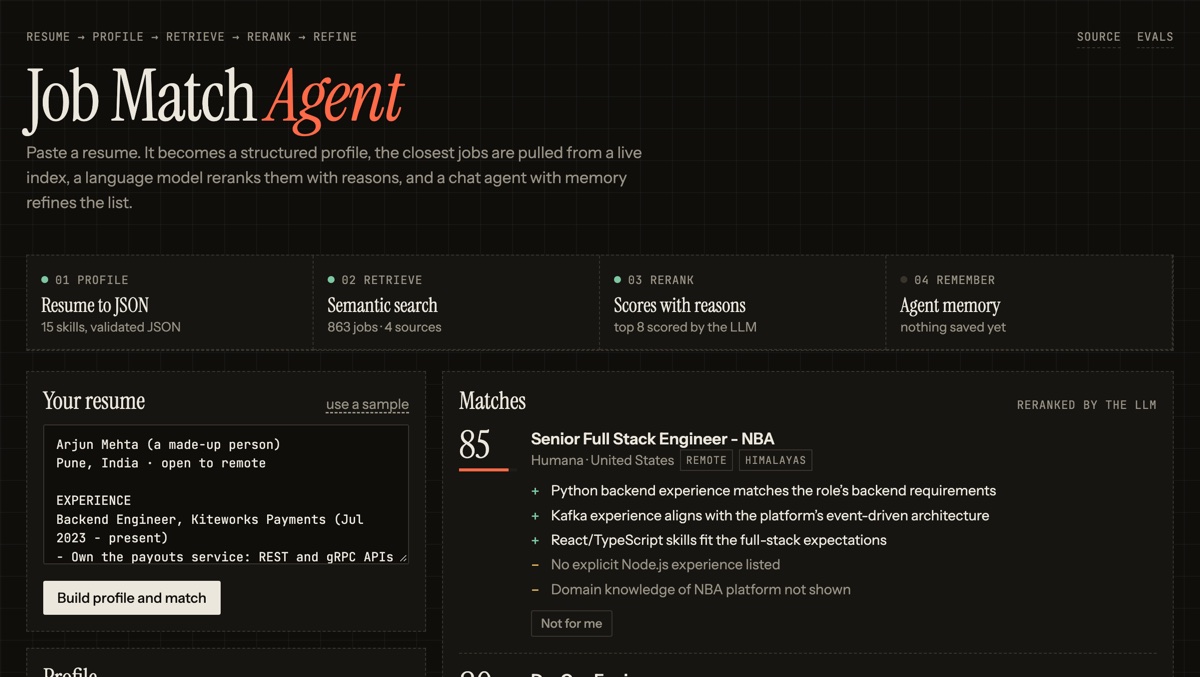 RESUME → PROFILE → RETRIEVE → RERANK → REFINE
SOURCE EVALS
Job Match Agent
Paste a resume. It becomes a structured profile, the closest jobs are pulled from a live
index, a language model reranks them with reasons, and a chat agent with memory
refines the list.
01 PROFILE
Resume to JSON
15 skills, validated JSON
02 RETRIEVE
Semantic search
863 jobs · 4 sources
03 RERANK
Scores with reasons
top 8 scored by the LLM
04 REMEMBER
Agent memory
nothing saved yet
Your resume
use a sample
Arjun Mehta (a made-up person)
Pune, India · open to remote
EXPERIENCE
Backend Engineer, Kiteworks Payments (Jul
2023 - present)
- Own the payouts service: REST and gRPC APIs
Build profile and match
Profile
Matches
RERANKED BY THE LLM
85
Senior Full Stack Engineer - NBA
Humana · United States REMOTE HIMALAYAS
+ Python backend experience matches the role’s backend requirements
+ Kafka experience aligns with the platform’s event-driven architecture
+ React/TypeScript skills fit the full-stack expectations
– No explicit Node.js experience listed
– Domain knowledge of NBA platform not shown
Not for me